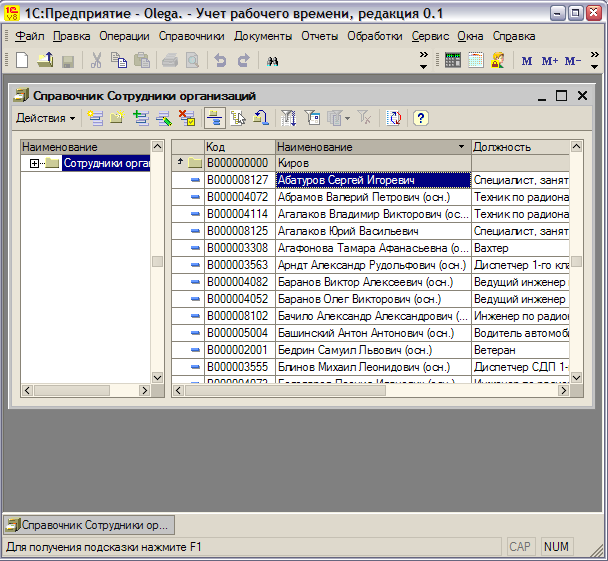 1С:Предприятие - Olega. - Учет рабочего времени, редакция 0.1
Файл Правка Операции Справочники Документы Отчеты Обработки Сервис Окна Справка
M M+ M-
Справочник Сотрудники организаций
Действия
Наименование
Сотрудники орга
Код Наименование Должность
В000000000 Киров
В000008127 Абатуров Сергей Игоревич Специалист, занят
В000004072 Абрамов Валерий Петрович (осн.) Техник по радиона
В000004114 Агалаков Владимир Викторович (ос... Техник по радиона
В000008125 Агалаков Юрий Васильевич Специалист, занят
В000003308 Агафонова Тамара Афанасьевна (о... Вахтер
В000003563 Арндт Александр Рудольфович (осн.) Диспетчер 1-го кла
В000004082 Баранов Виктор Алексеевич (осн.) Ведущий инженер
В000004052 Баранов Олег Викторович (осн.) Ведущий инженер
В000008102 Бачило Александр Александрович (... Инженер по радио
В000005004 Башинский Антон Антонович (осн.) Водитель автомоби
В000002001 Бедрин Самуил Львович (осн.) Ветеран
В000003555 Блинов Михаил Леонидович (осн.) Диспетчер СДП 1-
Справочник Сотрудники ор...
Для получения подсказки нажмите F1
CAP NUM